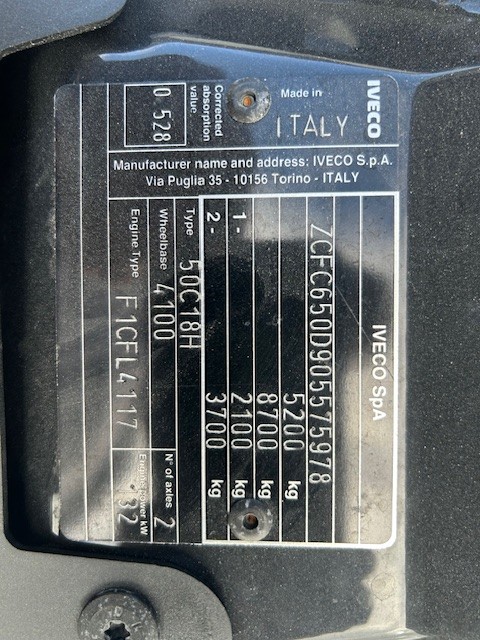 IVECO
Made in
ITALY
Corrected
absorption
value
0 528
Manufacturer name and address: IVECO S.p.A.
Via Puglia 35 - 10156 Torino - ITALY
IVECO SpA
ZCFC650D905575978
5200 kg
8700 kg
1- 2100 kg
2- 3700 kg
Type 50C18H
Wheelbase 4100
N° of axles 2
Engine Type F1CFL4117
Engine power kW